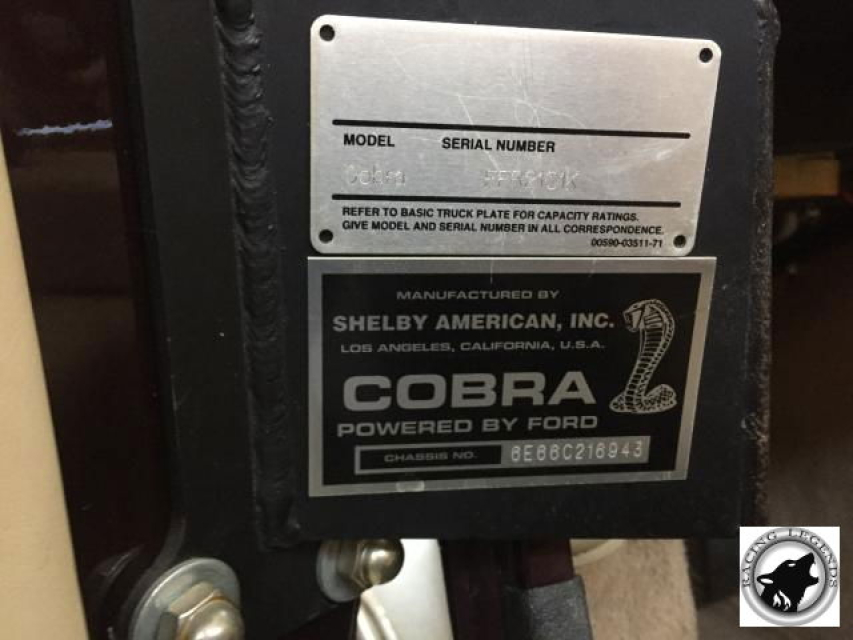 MODEL SERIAL NUMBER
Cobra
REFER TO BASIC TRUCK PLATE FOR CAPACITY RATINGS.
GIVE MODEL AND SERIAL NUMBER IN ALL CORRESPONDENCE.
00590-03511-71
MANUFACTURED BY
SHELBY AMERICAN, INC.
LOS ANGELES, CALIFORNIA, U.S.A.
COBRA
POWERED BY FORD
CHASSIS NO. 6E66C216943
RACING LEGENDS